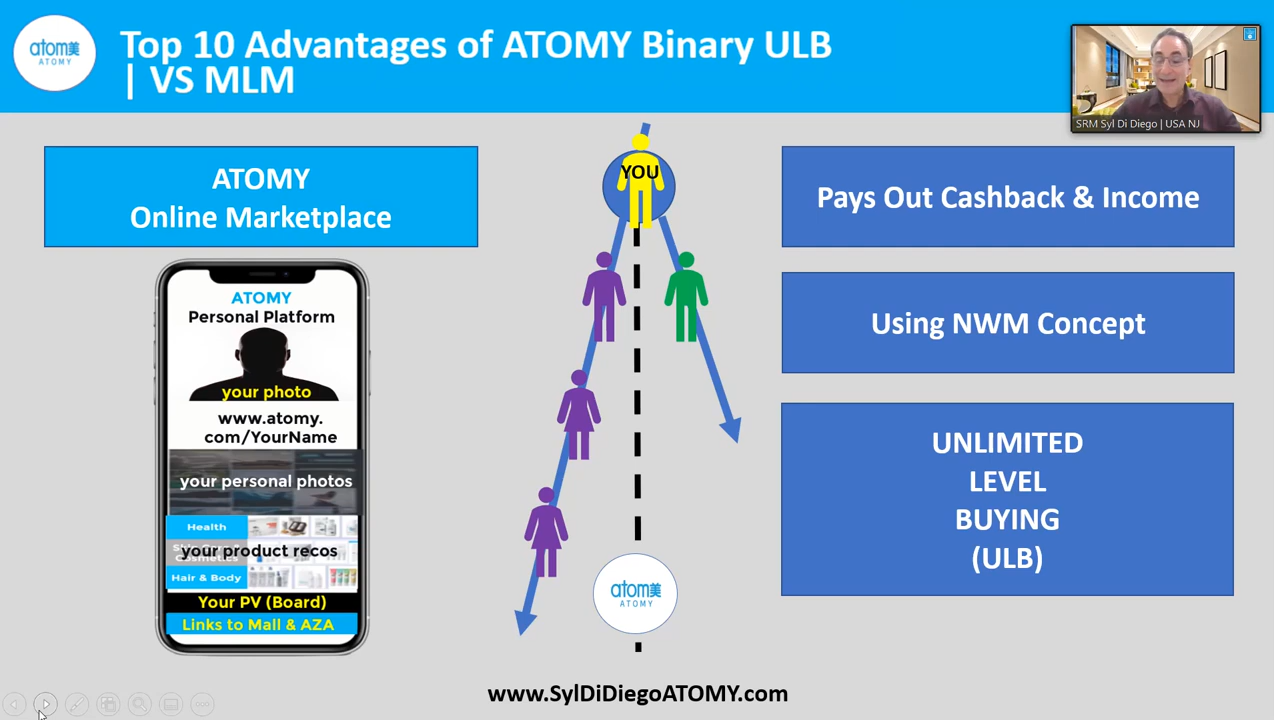 atom美
ATOMY
Top 10 Advantages of ATOMY Binary ULB
| VS MLM
SRM Syl Di Diego | USA NJ
ATOMY
Online Marketplace
ATOMY
Personal Platform
your photo
www.atomy.
com/YourName
your personal photos
Health
your product recos
Hair & Body
Your PV (Board)
Links to Mall & AZA
YOU
atom美
ATOMY
Pays Out Cashback & Income
Using NWM Concept
UNLIMITED
LEVEL
BUYING
(ULB)
www.SylDiDiegoATOMY.com